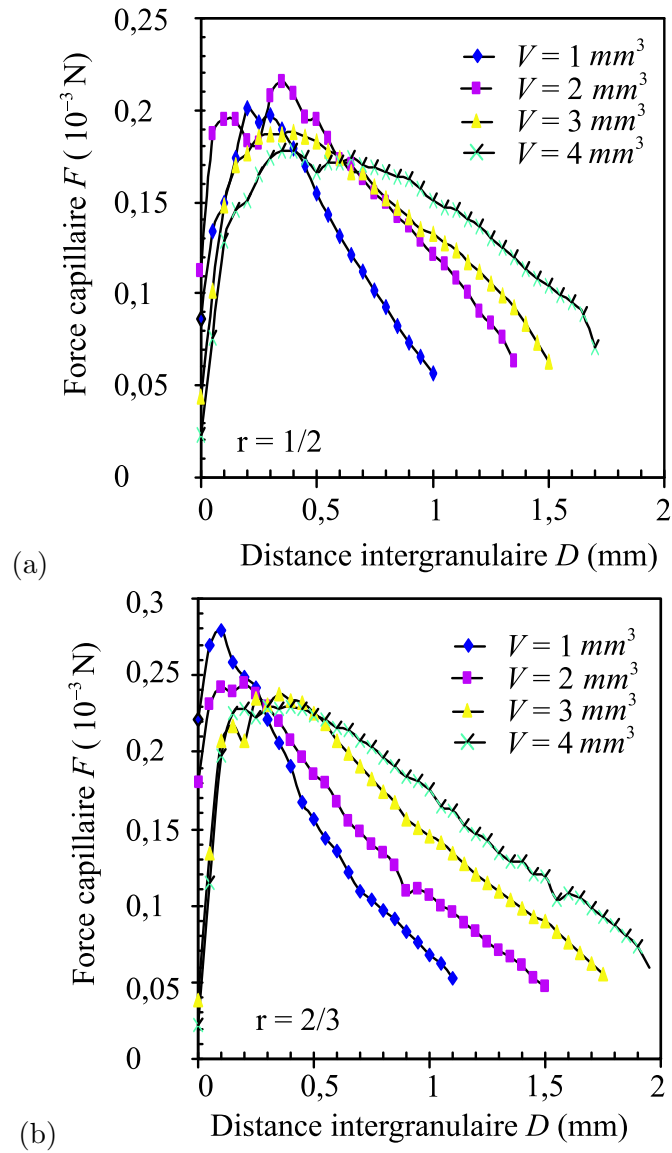 0,25
0,2
0,15
0,1
0,05
0
Force capillaire F ( 10⁻³ N)
V = 1 mm³
V = 2 mm³
V = 3 mm³
V = 4 mm³
r = 1/2
0 0,5 1 1,5 2
Distance intergranulaire D (mm)
(a)
0,3
0,25
0,2
0,15
0,1
0,05
0
Force capillaire F ( 10⁻³ N)
V = 1 mm³
V = 2 mm³
V = 3 mm³
V = 4 mm³
r = 2/3
0 0,5 1 1,5 2
Distance intergranulaire D (mm)
(b)